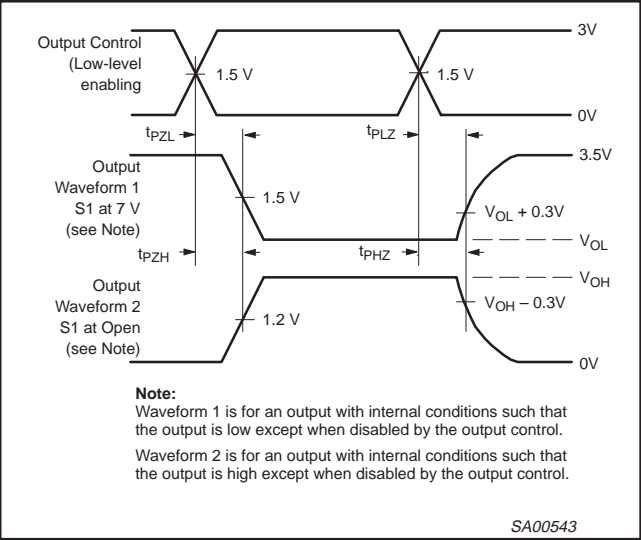 Output Control
(Low-level
enabling
1.5 V
1.5 V
3V
0V
tPZL
tPLZ
Output
Waveform 1
S1 at 7 V
(see Note)
1.5 V
3.5V
VOL + 0.3V
VOL
tPZH
tPHZ
VOH
Output
Waveform 2
S1 at Open
(see Note)
1.2 V
VOH – 0.3V
0V
Note:
Waveform 1 is for an output with internal conditions such that
the output is low except when disabled by the output control.
Waveform 2 is for an output with internal conditions such that
the output is high except when disabled by the output control.
SA00543